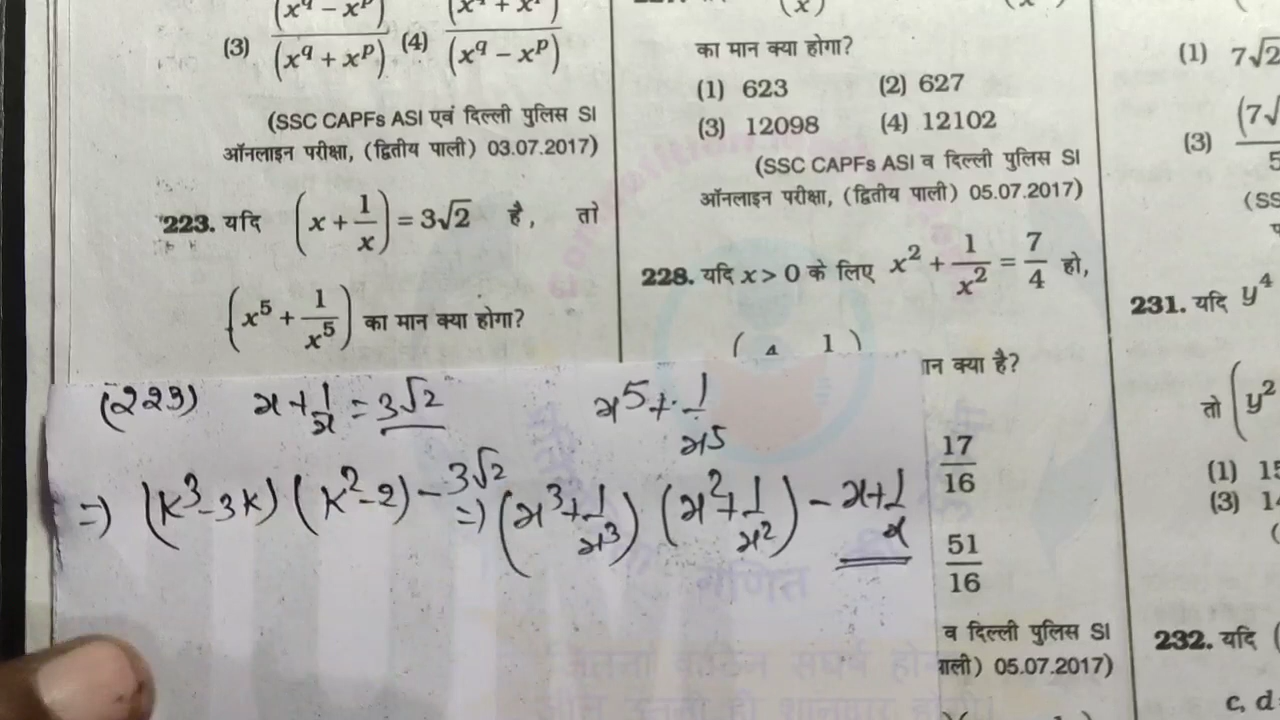 (x^q − x^p)
(3) (x^q + x^p) (4) (x^q − x^p)
(SSC CAPFs ASI एवं दिल्ली पुलिस SI
ऑनलाइन परीक्षा, (द्वितीय पाली) 03.07.2017)
223. यदि (x + 1/x) = 3√2 है, तो
(x^5 + 1/x^5) का मान क्या होगा?
(223) x + 1/x = 3√2 x^5 + 1/x^5
=) (k^3 - 3k) (k^2 - 2) - 3√2 =) (x^3 + 1/x^3) (x^2 + 1/x^2) - x + 1/x
का मान क्या होगा?
(1) 623 (2) 627
(3) 12098 (4) 12102
(SSC CAPFs ASI व दिल्ली पुलिस SI
ऑनलाइन परीक्षा, (द्वितीय पाली) 05.07.2017)
228. यदि x > 0 के लिए x^2 + 1/x^2 = 7/4 हो,
मान क्या है?
17/16
51/16
व दिल्ली पुलिस SI
पाली) 05.07.2017)
(1) 7√2
(3) (7√
5
231. यदि y^4
तो (y^2
(1) 15
(3) 14
232. यदि (
c, d
गणित